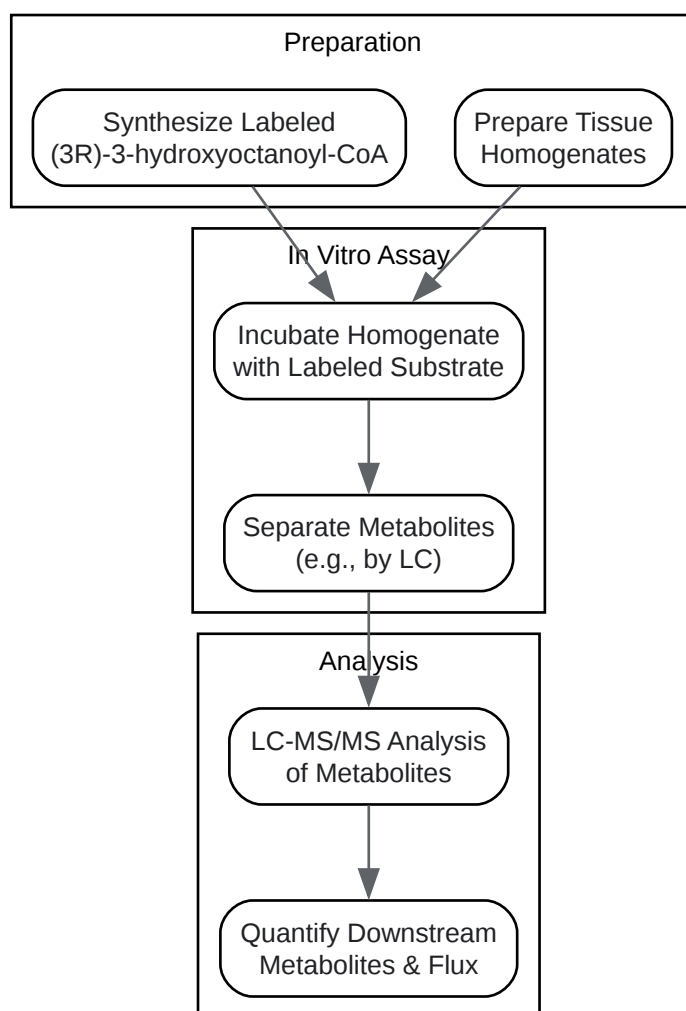 Preparation
Synthesize Labeled
(3R)-3-hydroxyoctanoyl-CoA
Prepare Tissue
Homogenates
In Vitro Assay
Incubate Homogenate
with Labeled Substrate
Separate Metabolites
(e.g., by LC)
Analysis
LC-MS/MS Analysis
of Metabolites
Quantify Downstream
Metabolites & Flux